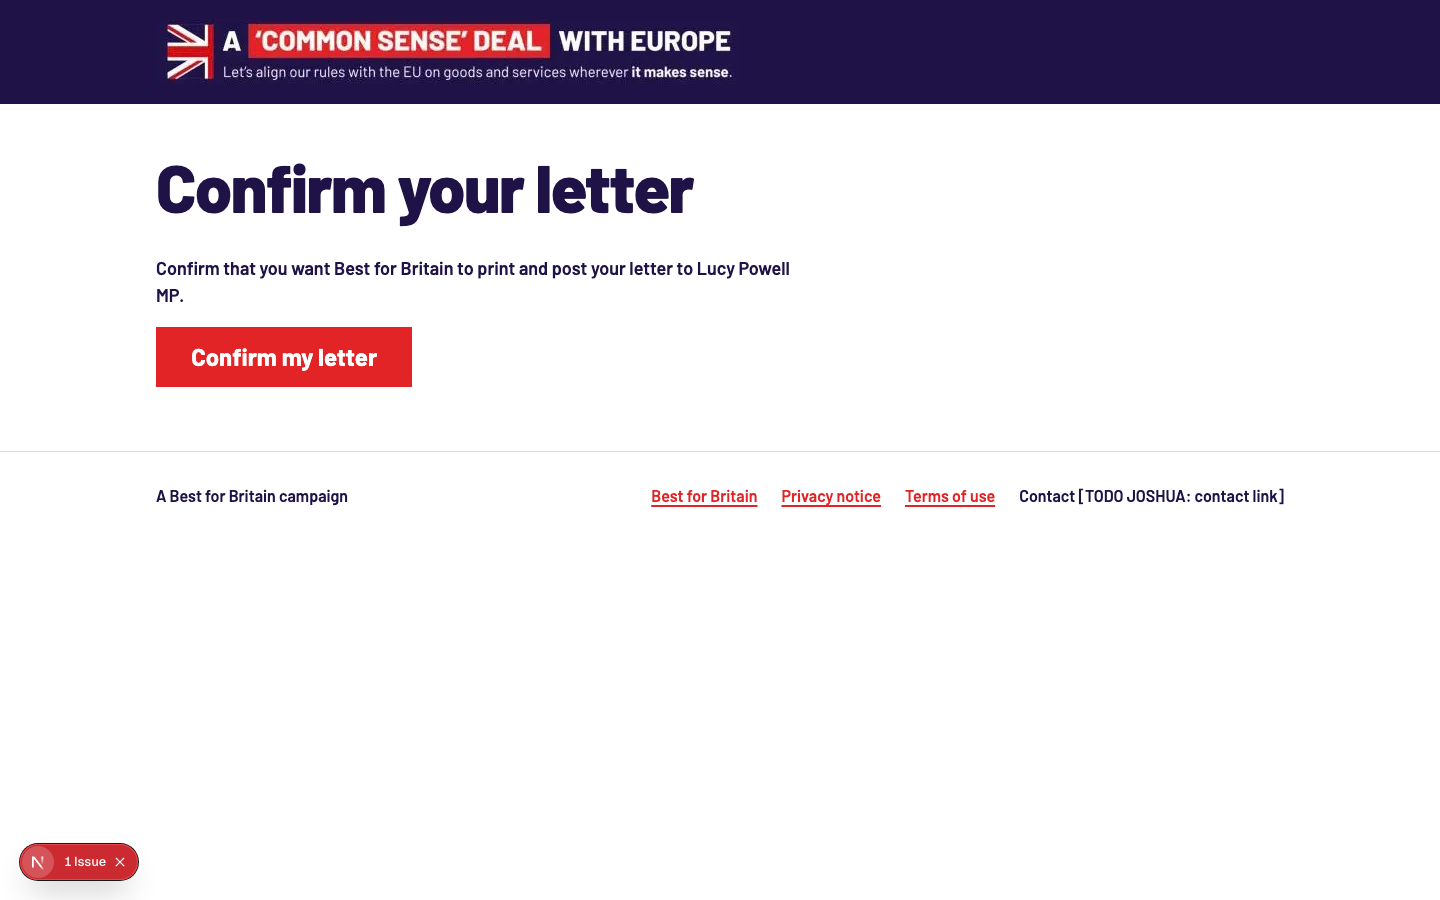 A ‘COMMON SENSE’ DEAL WITH EUROPE
Let’s align our rules with the EU on goods and services wherever it makes sense.
Confirm your letter
Confirm that you want Best for Britain to print and post your letter to Lucy Powell
MP.
Confirm my letter
A Best for Britain campaign
Best for Britain
Privacy notice
Terms of use
Contact [TODO JOSHUA: contact link]
N
1 Issue